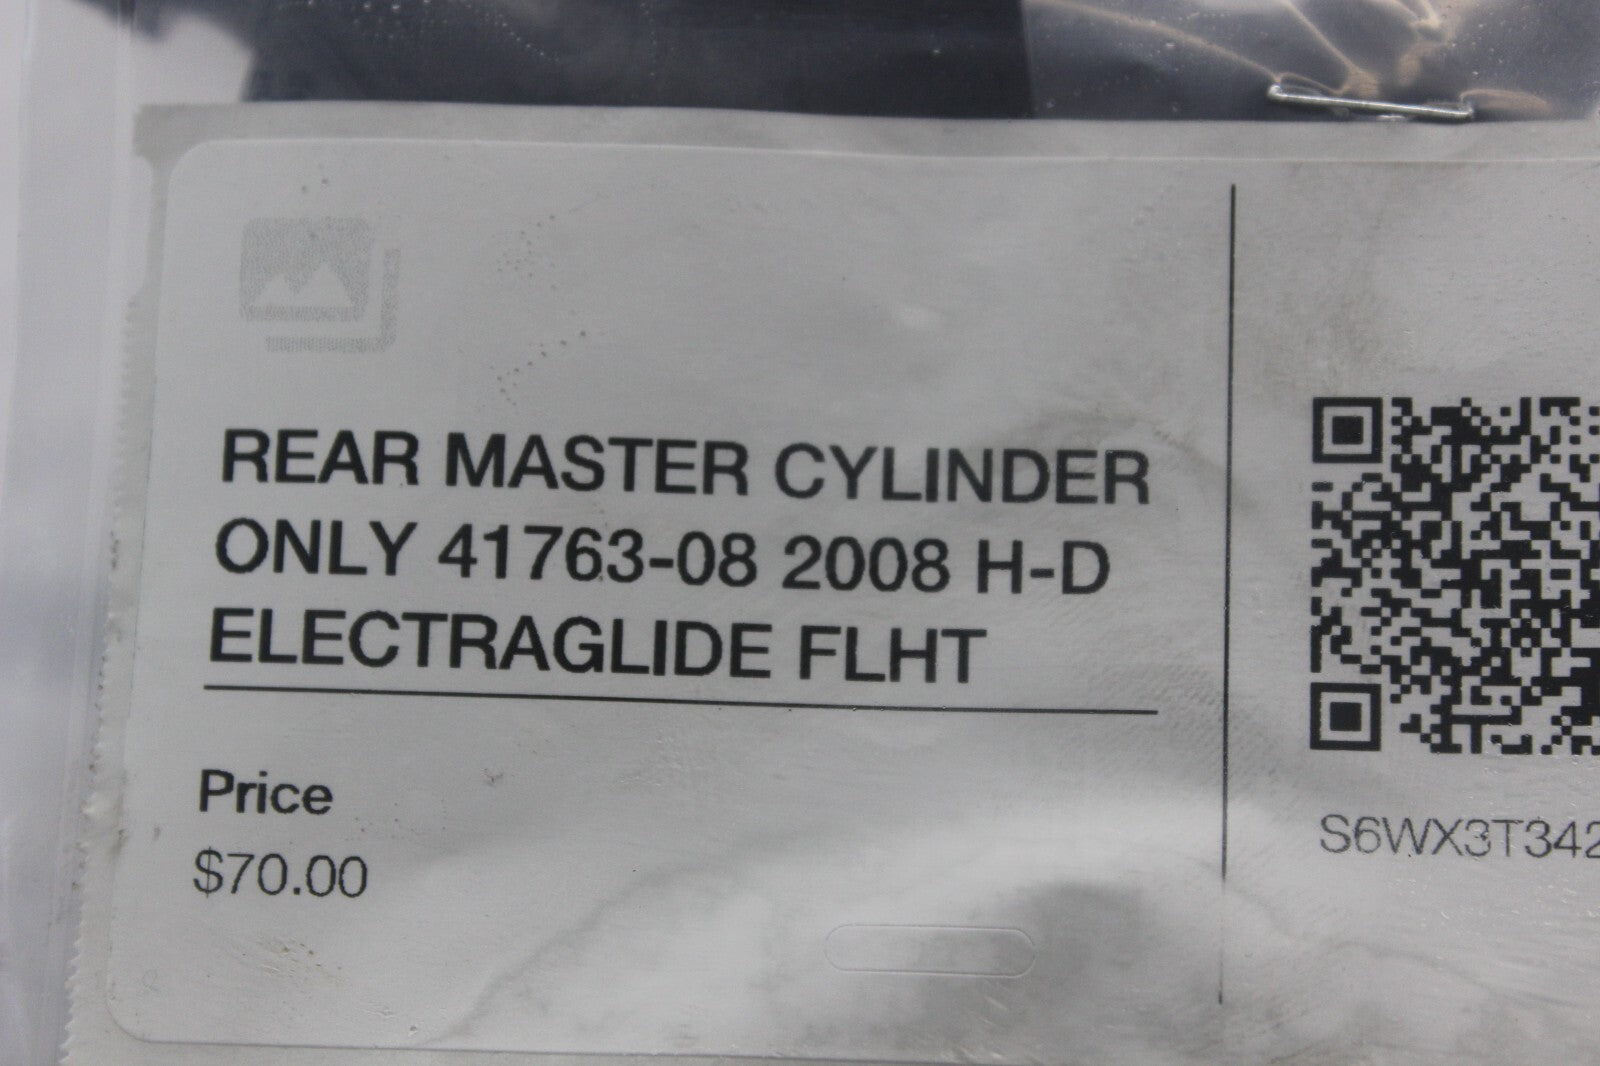 REAR MASTER CYLINDER
ONLY 41763-08 2008 H-D
ELECTRAGLIDE FLHT
Price
$70.00
S6WX3T342